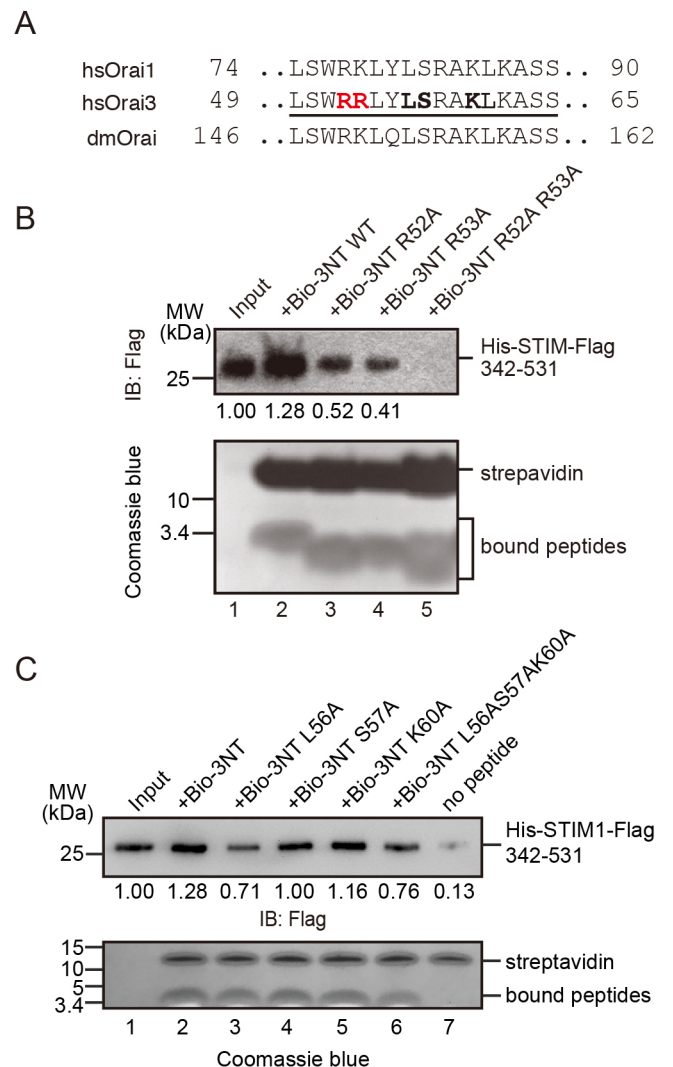 A
hsOrai1 74 ..LSWRKLYLSRAKLKASS.. 90
hsOrai3 49 ..LSWRRLYLSRAKLKASS.. 65
dmOrai 146 ..LSWRKLQLSRAKLKASS.. 162
B
Input
+Bio-3NT WT
+Bio-3NT R52A
+Bio-3NT R53A
+Bio-3NT R52A R53A
MW
(kDa)
IB: Flag
25
His-STIM-Flag
342-531
1.00 1.28 0.52 0.41
Coomassie blue
strepavidin
10
3.4
bound peptides
1 2 3 4 5
C
Input
+Bio-3NT
+Bio-3NT L56A
+Bio-3NT S57A
+Bio-3NT K60A
+Bio-3NT L56AS57AK60A
no peptide
MW
(kDa)
25
His-STIM1-Flag
342-531
1.00 1.28 0.71 1.00 1.16 0.76 0.13
IB: Flag
15
10
5
3.4
streptavidin
bound peptides
1 2 3 4 5 6 7
Coomassie blue